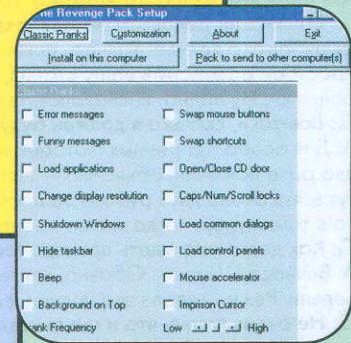 he Revenge Pack Setup
Classic Pranks Customization About Exit
Install on this computer Pack to send to other computer(s)
Classic Pranks
Error messages Swap mouse buttons
Funny messages Swap shortcuts
Load applications Open/Close CD door
Change display resolution Caps/Num/Scroll locks
Shutdown Windows Load common dialogs
Hide taskbar Load control panels
Beep Mouse accelerator
Background on Top Imprison Cursor
ank Frequency Low High